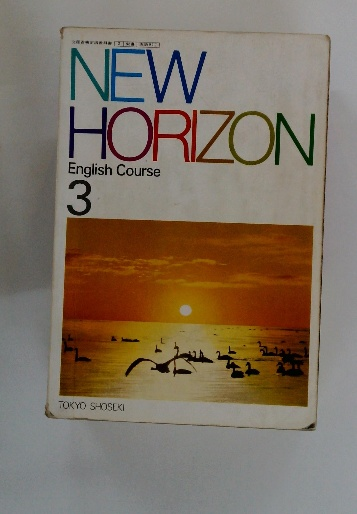 NEW
HORIZON
English Course
3
TOKYO SHOSEKI